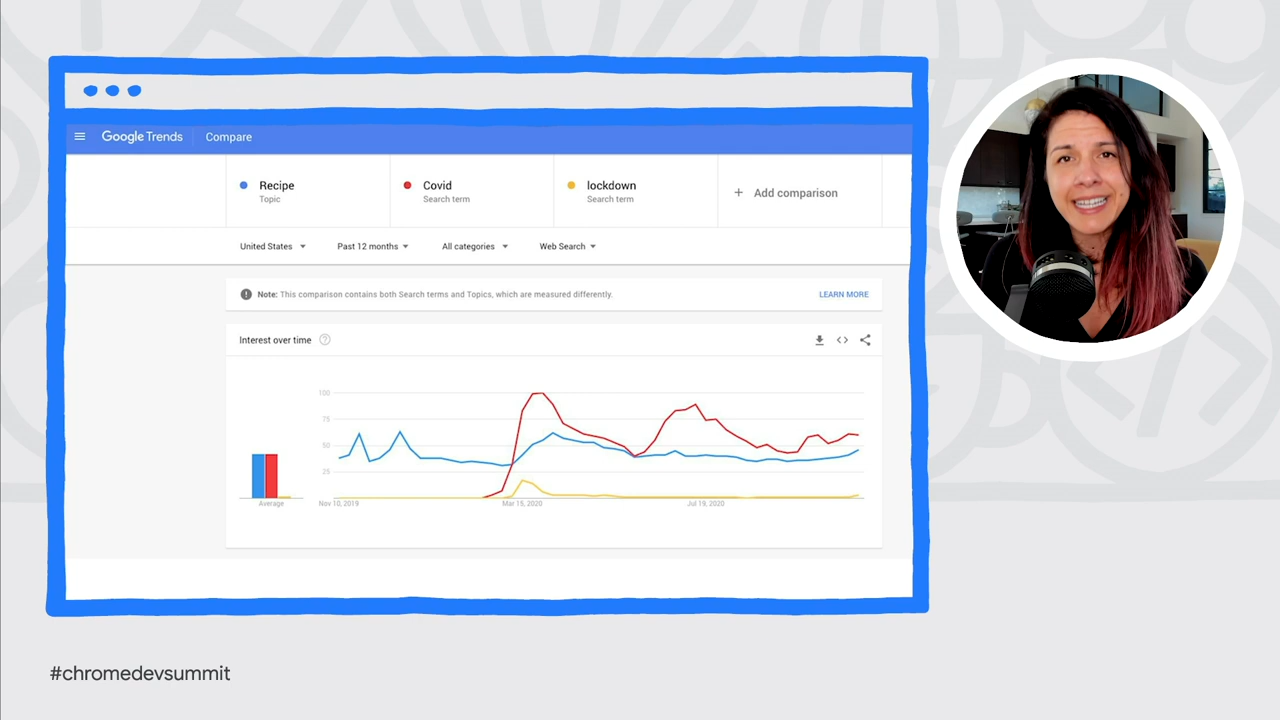 Google Trends Compare
Recipe
Topic
Covid
Search term
lockdown
Search term
+ Add comparison
United States
Past 12 months
All categories
Web Search
Note: This comparison contains both Search terms and Topics, which are measured differently.
LEARN MORE
Interest over time
100
75
50
25
Average
Nov 10, 2019
Mar 15, 2020
Jul 19, 2020
#chromedevsummit